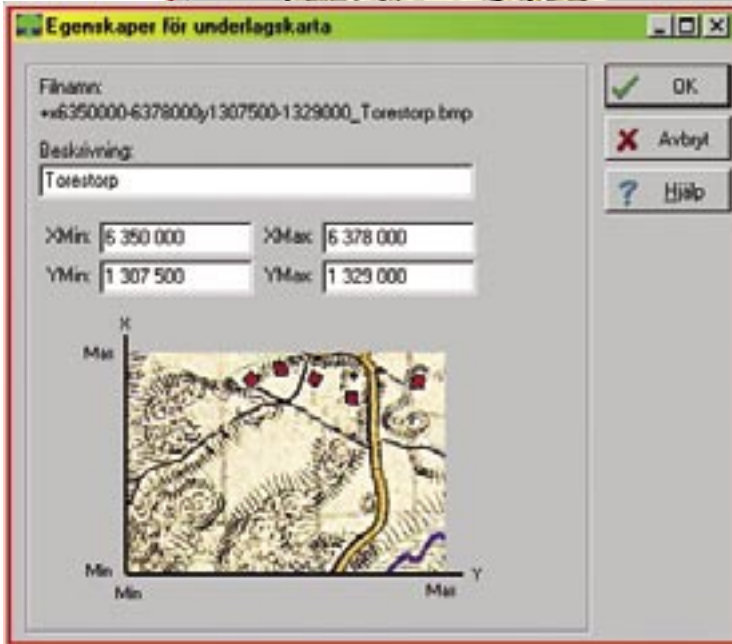 Egenskaper för underlagskarta
Filnamn:
+x6350000-6378000y1307500-1329000_Torestorp.bmp
Beskrivning:
Torestorp
XMin: 6 350 000 XMax: 6 378 000
YMin: 1 307 500 YMax: 1 329 000
X
Max
Min
Y
Min Max
OK
Avbryt
Hjälp